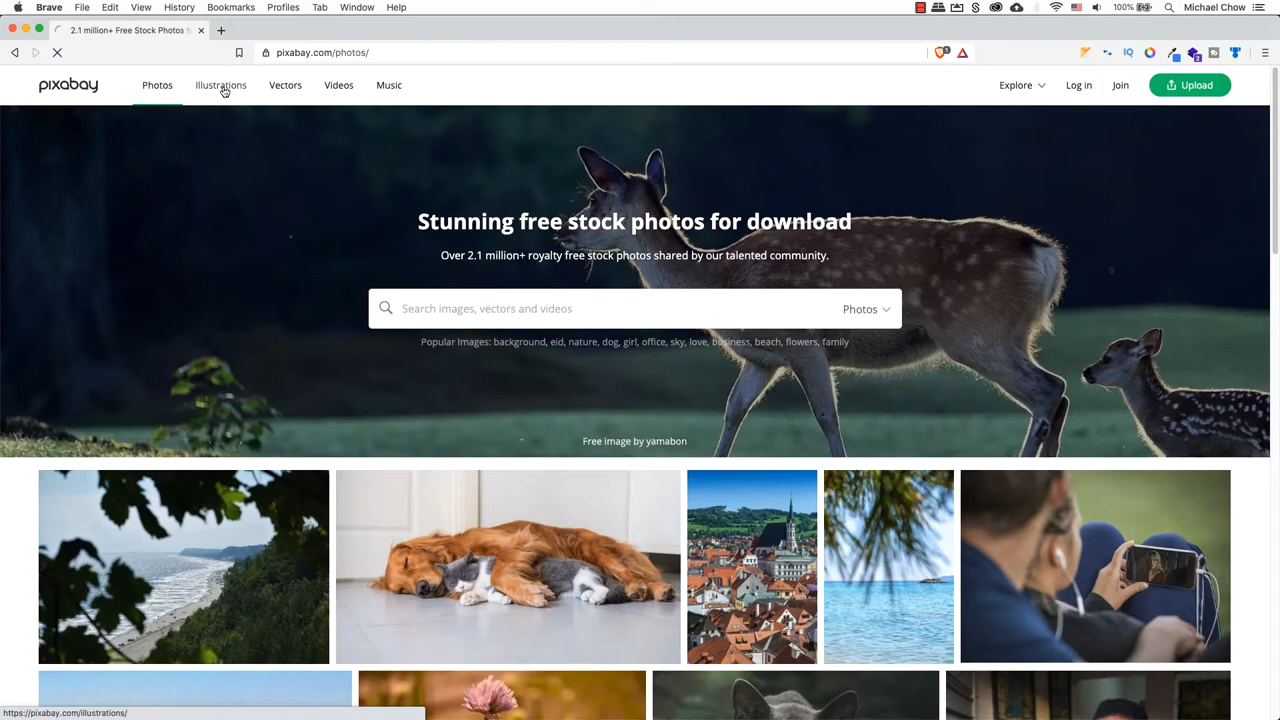 Brave File Edit View History Bookmarks Profiles Tab Window Help 100% Michael Chow
2.1 million+ Free Stock Photos fo
pixabay.com/photos/
pixabay Photos Illustrations Vectors Videos Music Explore Log in Join Upload
Stunning free stock photos for download
Over 2.1 million+ royalty free stock photos shared by our talented community.
Search images, vectors and videos Photos
Popular Images: background, eid, nature, dog, girl, office, sky, love, business, beach, flowers, family
Free image by yamabon
https://pixabay.com/illustrations/